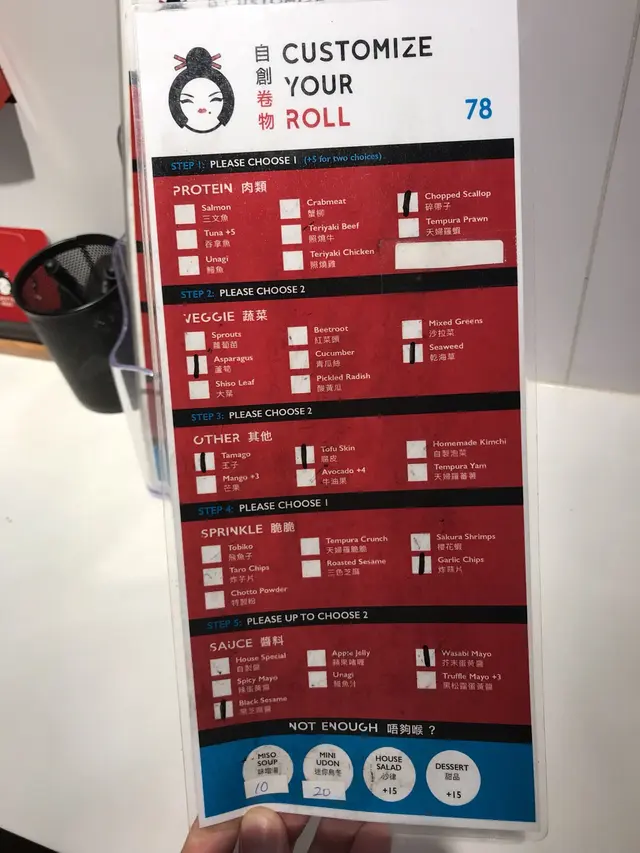 自創卷物
CUSTOMIZE
YOUR
ROLL
78
STEP 1: PLEASE CHOOSE 1 (+5 for two choices)
PROTEIN 肉類
Salmon
三文魚
Tuna +5
吞拿魚
Unagi
鰻魚
Crabmeat
蟹柳
Teriyaki Beef
照燒牛
Teriyaki Chicken
照燒雞
Chopped Scallop
碎帶子
Tempura Prawn
天婦羅蝦
STEP 2: PLEASE CHOOSE 2
VEGGIE 蔬菜
Sprouts
蘿蔔苗
Asparagus
蘆筍
Shiso Leaf
大葉
Beetroot
紅菜頭
Cucumber
青瓜絲
Pickled Radish
酸黃瓜
Mixed Greens
沙拉菜
Seaweed
乾海草
STEP 3: PLEASE CHOOSE 2
OTHER 其他
Tamago
玉子
Mango +3
芒果
Tofu Skin
腐皮
Avocado +4
牛油果
Homemade Kimchi
自製泡菜
Tempura Yam
天婦羅蕃薯
STEP 4: PLEASE CHOOSE 1
SPRINKLE 脆脆
Tobiko
飛魚子
Taro Chips
炸芋片
Chotto Powder
特製粉
Tempura Crunch
天婦羅脆脆
Roasted Sesame
三色芝麻
Sakura Shrimps
櫻花蝦
Garlic Chips
炸蒜片
STEP 5: PLEASE UP TO CHOOSE 2
SAUCE 醬料
House Special
自製醬
Spicy Mayo
辣蛋黃醬
Black Sesame
黑芝麻醬
Apple Jelly
蘋果啫喱
Unagi
鰻魚汁
Wasabi Mayo
芥末蛋黃醬
Truffle Mayo +3
黑松露蛋黃醬
NOT ENOUGH 唔夠喉？
MISO
SOUP
味噌湯
10
MINI
UDON
迷你烏冬
20
HOUSE
SALAD
沙律
+15
DESSERT
甜品
+15